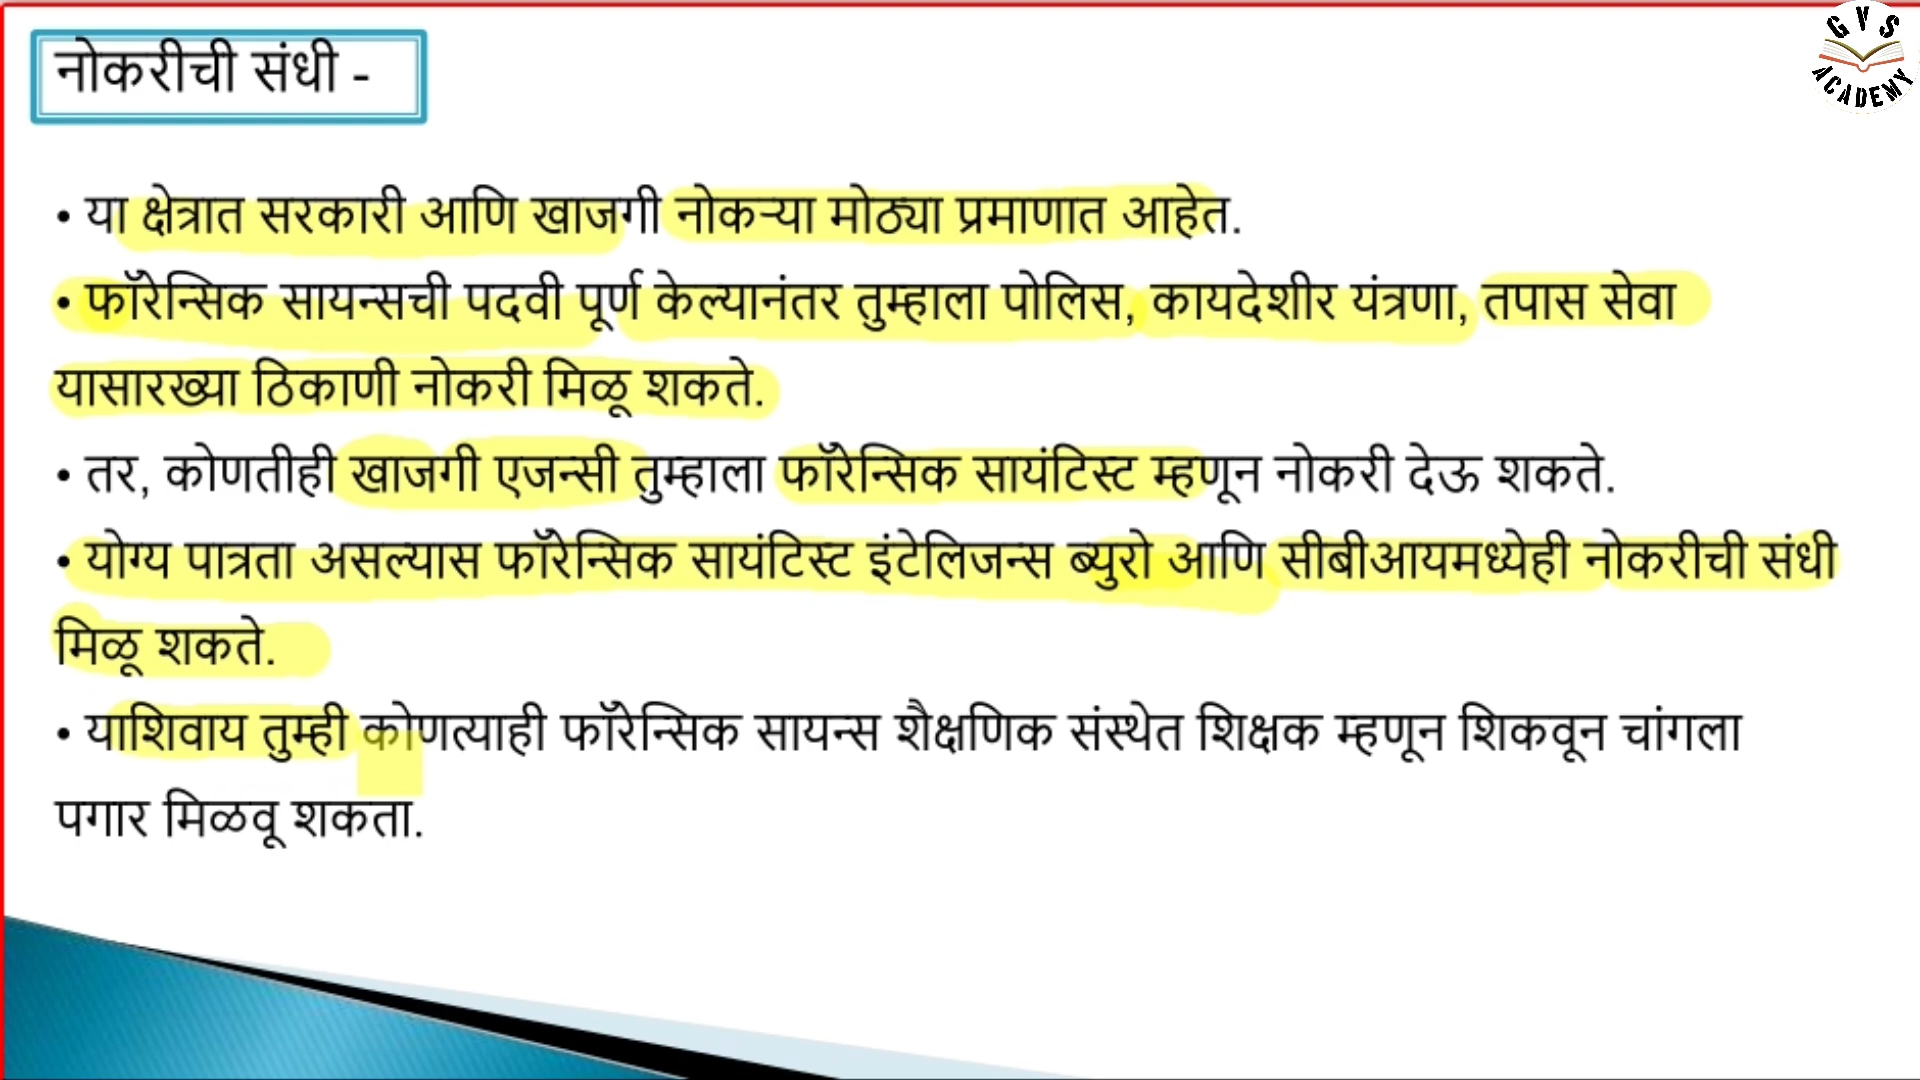 नोकरीची संधी -
GVS
ACADEMY
• या क्षेत्रात सरकारी आणि खाजगी नोकऱ्या मोठ्या प्रमाणात आहेत.
• फॉरेन्सिक सायन्सची पदवी पूर्ण केल्यानंतर तुम्हाला पोलिस, कायदेशीर यंत्रणा, तपास सेवा
यासारख्या ठिकाणी नोकरी मिळू शकते.
• तर, कोणतीही खाजगी एजन्सी तुम्हाला फॉरेन्सिक सायंटिस्ट म्हणून नोकरी देऊ शकते.
• योग्य पात्रता असल्यास फॉरेन्सिक सायंटिस्ट इंटेलिजन्स ब्युरो आणि सीबीआयमध्येही नोकरीची संधी
मिळू शकते.
• याशिवाय तुम्ही कोणत्याही फॉरेन्सिक सायन्स शैक्षणिक संस्थेत शिक्षक म्हणून शिकवून चांगला
पगार मिळवू शकता.